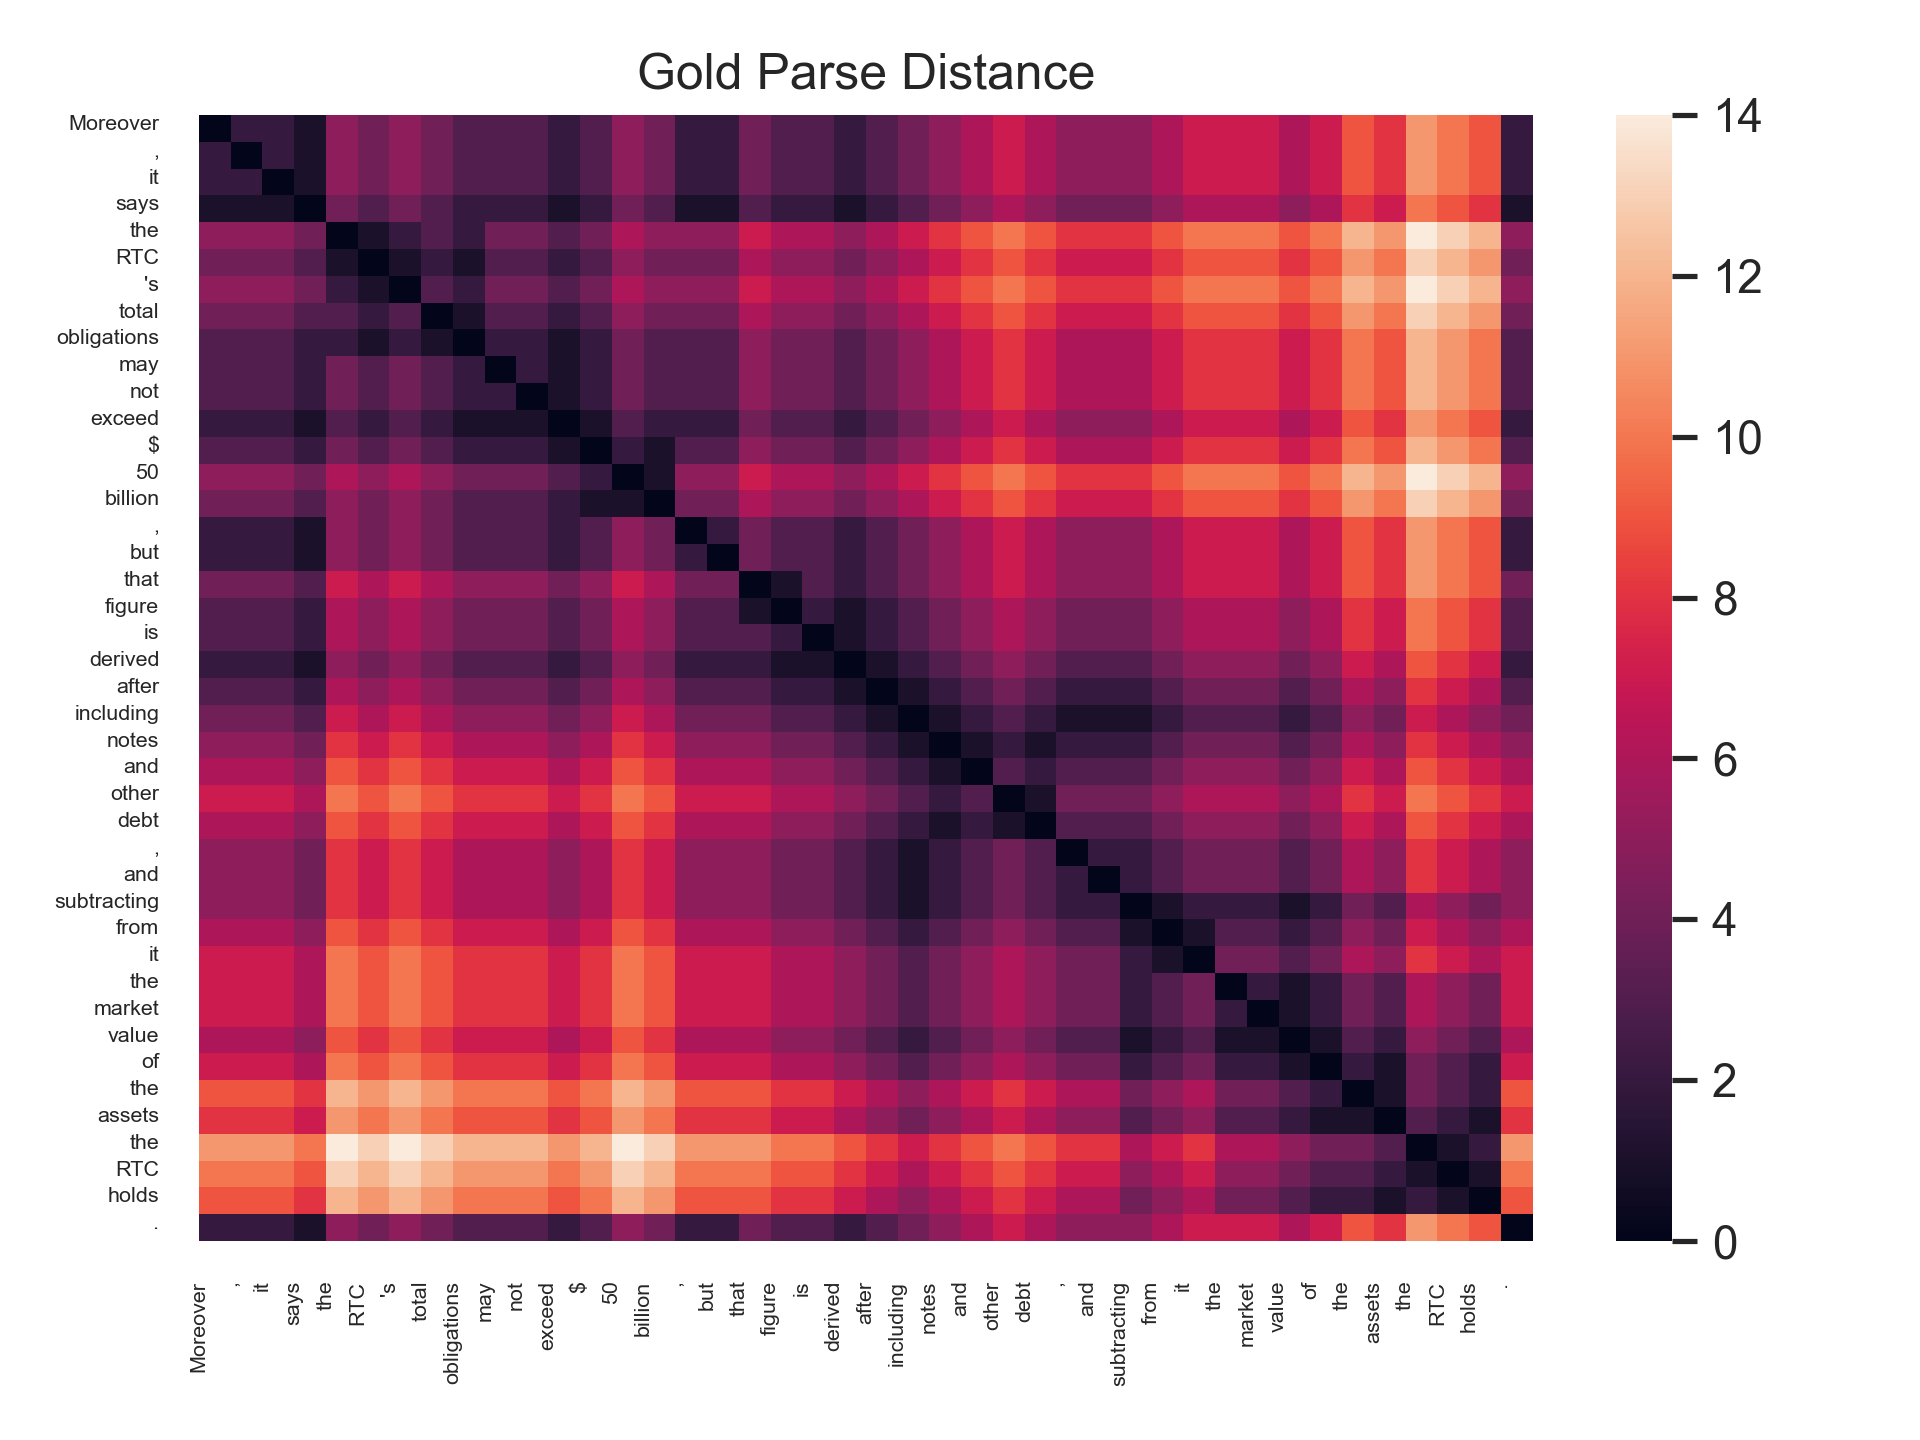 Gold Parse Distance
Moreover
,
it
says
the
RTC
's
total
obligations
may
not
exceed
$
50
billion
,
but
that
figure
is
derived
after
including
notes
and
other
debt
,
and
subtracting
from
it
the
market
value
of
the
assets
the
RTC
holds
.
14
12
10
8
6
4
2
0
Moreover
,
it
says
the
RTC
's
total
obligations
may
not
exceed
$
50
billion
,
but
that
figure
is
derived
after
including
notes
and
other
debt
,
and
subtracting
from
it
the
market
value
of
the
assets
the
RTC
holds
.